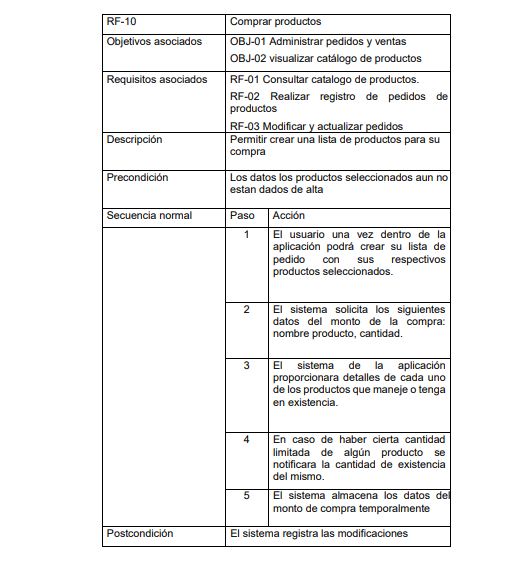 RF-10 Comprar productos
Objetivos asociados OBJ-01 Administrar pedidos y ventas
OBJ-02 visualizar catálogo de productos
Requisitos asociados RF-01 Consultar catalogo de productos.
RF-02 Realizar registro de pedidos de
productos
RF-03 Modificar y actualizar pedidos
Descripción Permitir crear una lista de productos para su
compra
Precondición Los datos los productos seleccionados aun no
estan dados de alta
Secuencia normal Paso Acción
1 El usuario una vez dentro de la
aplicación podrá crear su lista de
pedido con sus respectivos
productos seleccionados.
2 El sistema solicita los siguientes
datos del monto de la compra:
nombre producto, cantidad.
3 El sistema de la aplicación
proporcionara detalles de cada uno
de los productos que maneje o tenga
en existencia.
4 En caso de haber cierta cantidad
limitada de algún producto se
notificara la cantidad de existencia
del mismo.
5 El sistema almacena los datos del
monto de compra temporalmente
Postcondición El sistema registra las modificaciones